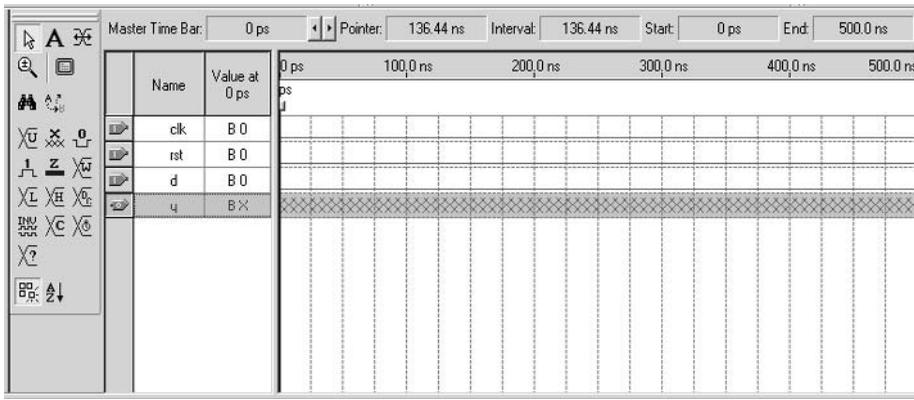 Master Time Bar: 0 ps Pointer: 136.44 ns Interval: 136.44 ns Start: 0 ps End: 500.0 ns
Name Value at 0 ps
0 ps 100.0 ns 200.0 ns 300.0 ns 400.0 ns 500.0 ns
ps
clk B 0
rst B 0
d B 0
q B X